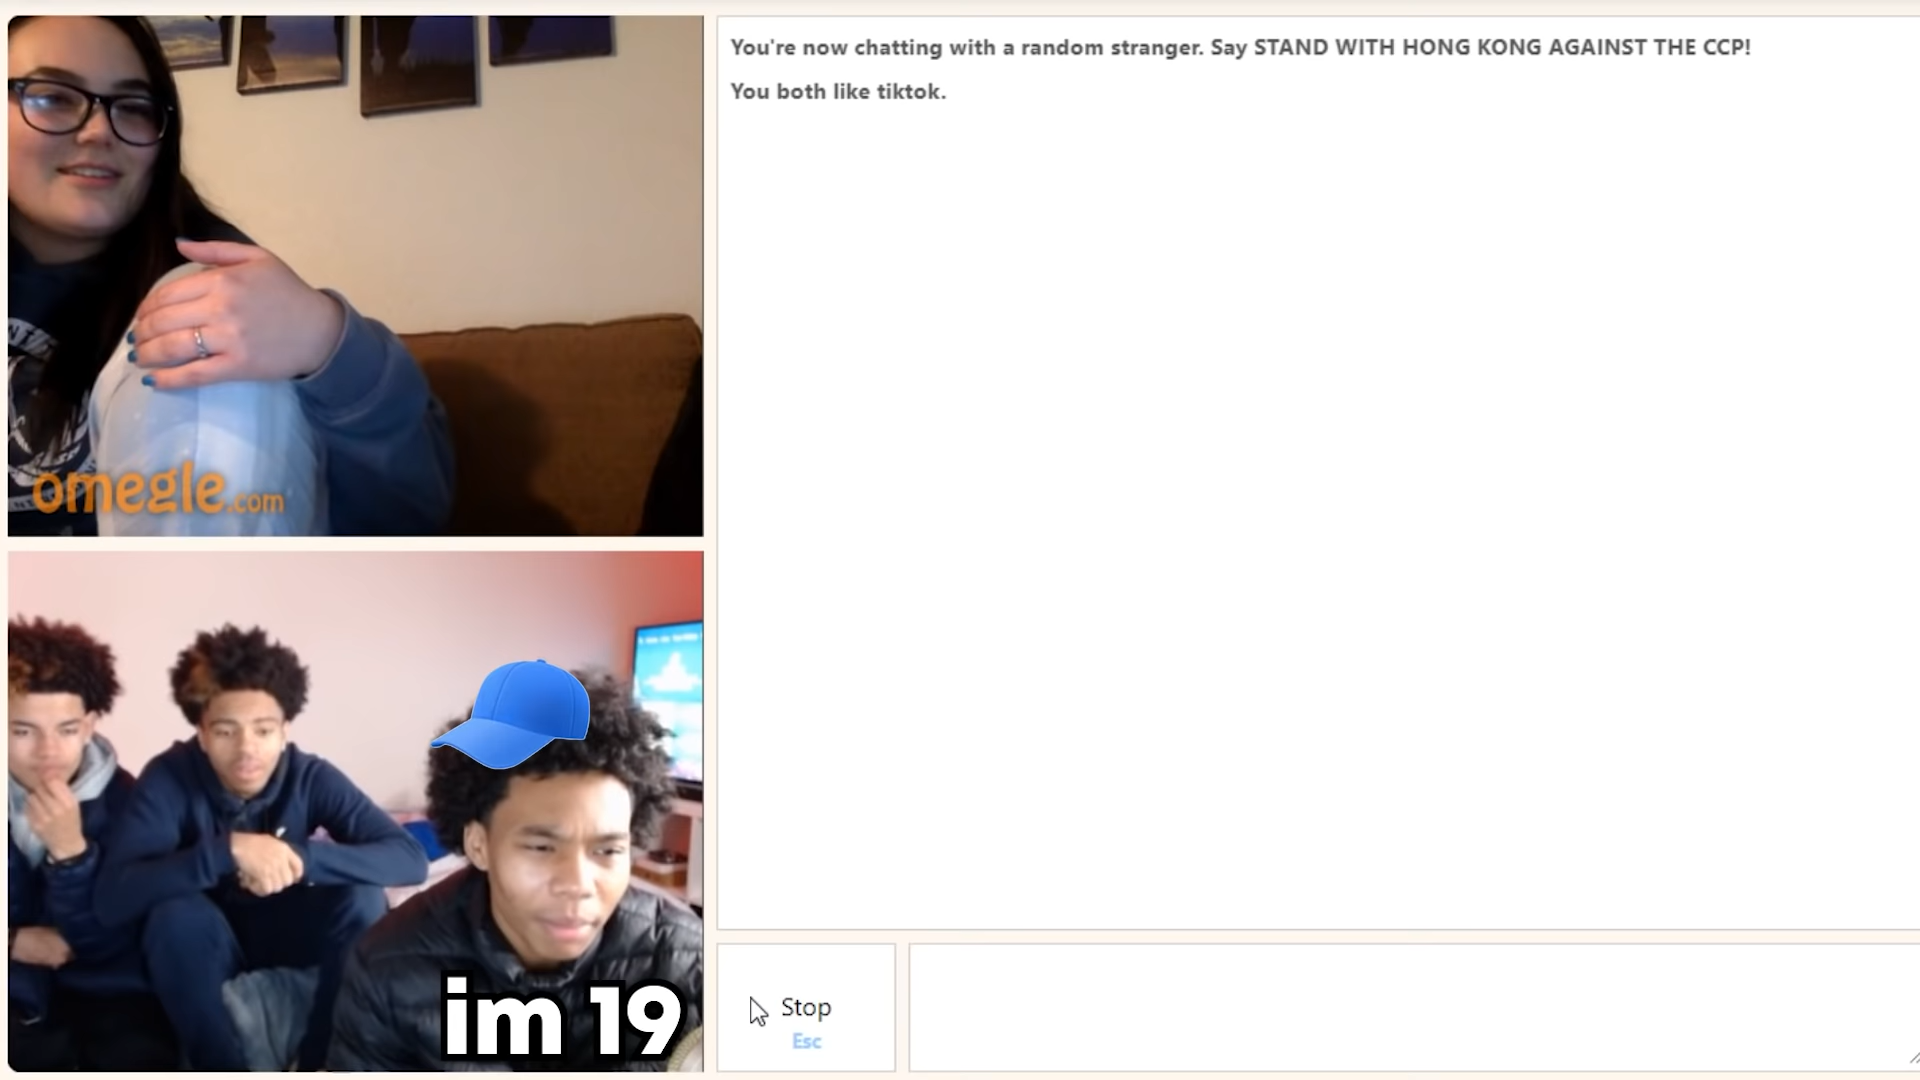 You're now chatting with a random stranger. Say STAND WITH HONG KONG AGAINST THE CCP!
You both like tiktok.
omegle.com
im 19
Stop
Esc